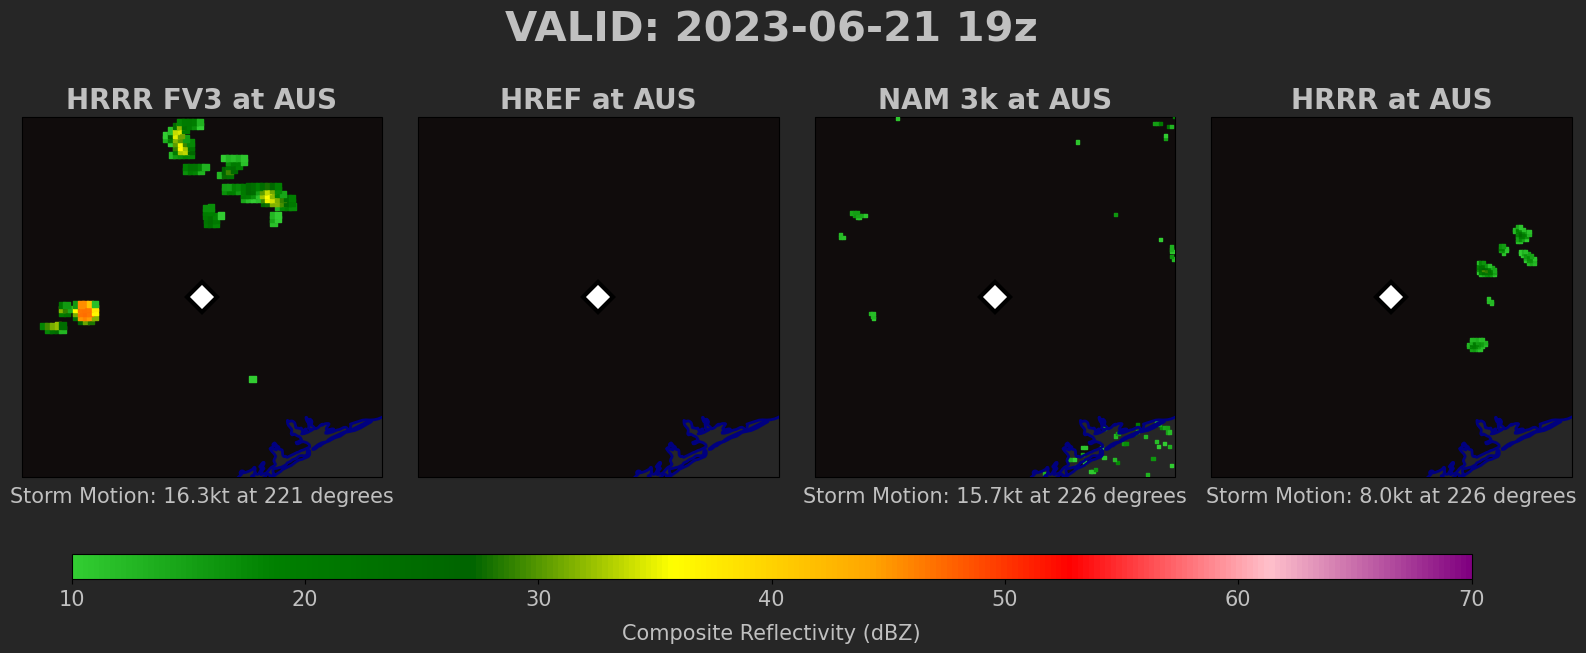 VALID: 2023-06-21 19z
HRRR FV3 at AUS
HREF at AUS
NAM 3k at AUS
HRRR at AUS
Storm Motion: 16.3kt at 221 degrees
Storm Motion: 15.7kt at 226 degrees
Storm Motion: 8.0kt at 226 degrees
10 20 30 40 50 60 70
Composite Reflectivity (dBZ)